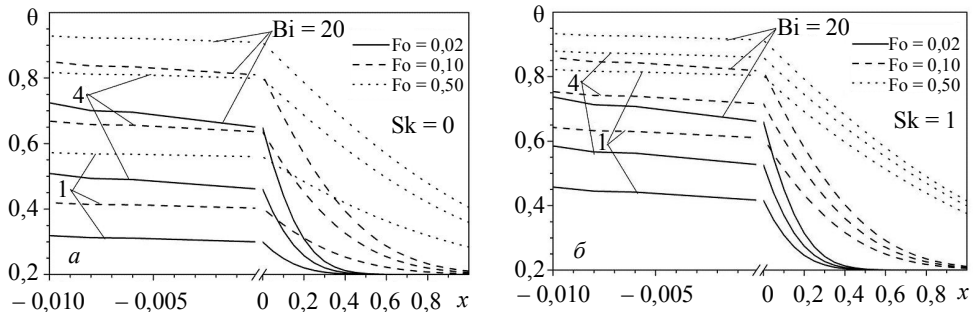 θ
Bi = 20
Fo = 0,02
Fo = 0,10
Fo = 0,50
0,8
4
Sk = 0
0,6
0,4
1
a
0,2
– 0,010
– 0,005
0 0,2 0,4 0,6 0,8 x
θ
Bi = 20
Fo = 0,02
Fo = 0,10
Fo = 0,50
0,8
4
Sk = 1
0,6
1
0,4
б
0,2
– 0,010
– 0,005
0 0,2 0,4 0,6 0,8 x